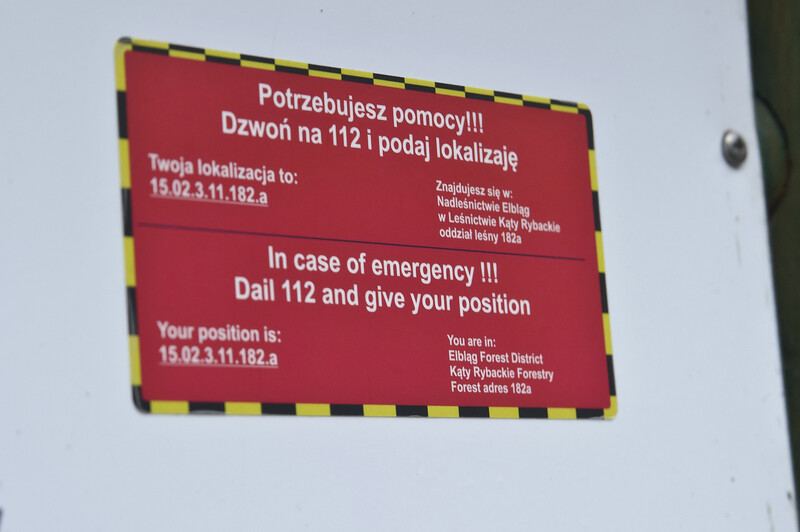 Potrzebujesz pomocy!!!
Dzwoń na 112 i podaj lokalizaję
Twoja lokalizacja to:
15.02.3.11.182.a
Znajdujesz się w:
Nadleśnictwie Elbląg
w Leśnictwie Kąty Rybackie
oddział leśny 182a
In case of emergency !!!
Dail 112 and give your position
Your position is:
15.02.3.11.182.a
You are in:
Elbląg Forest District
Kąty Rybackie Forestry
Forest adres 182a